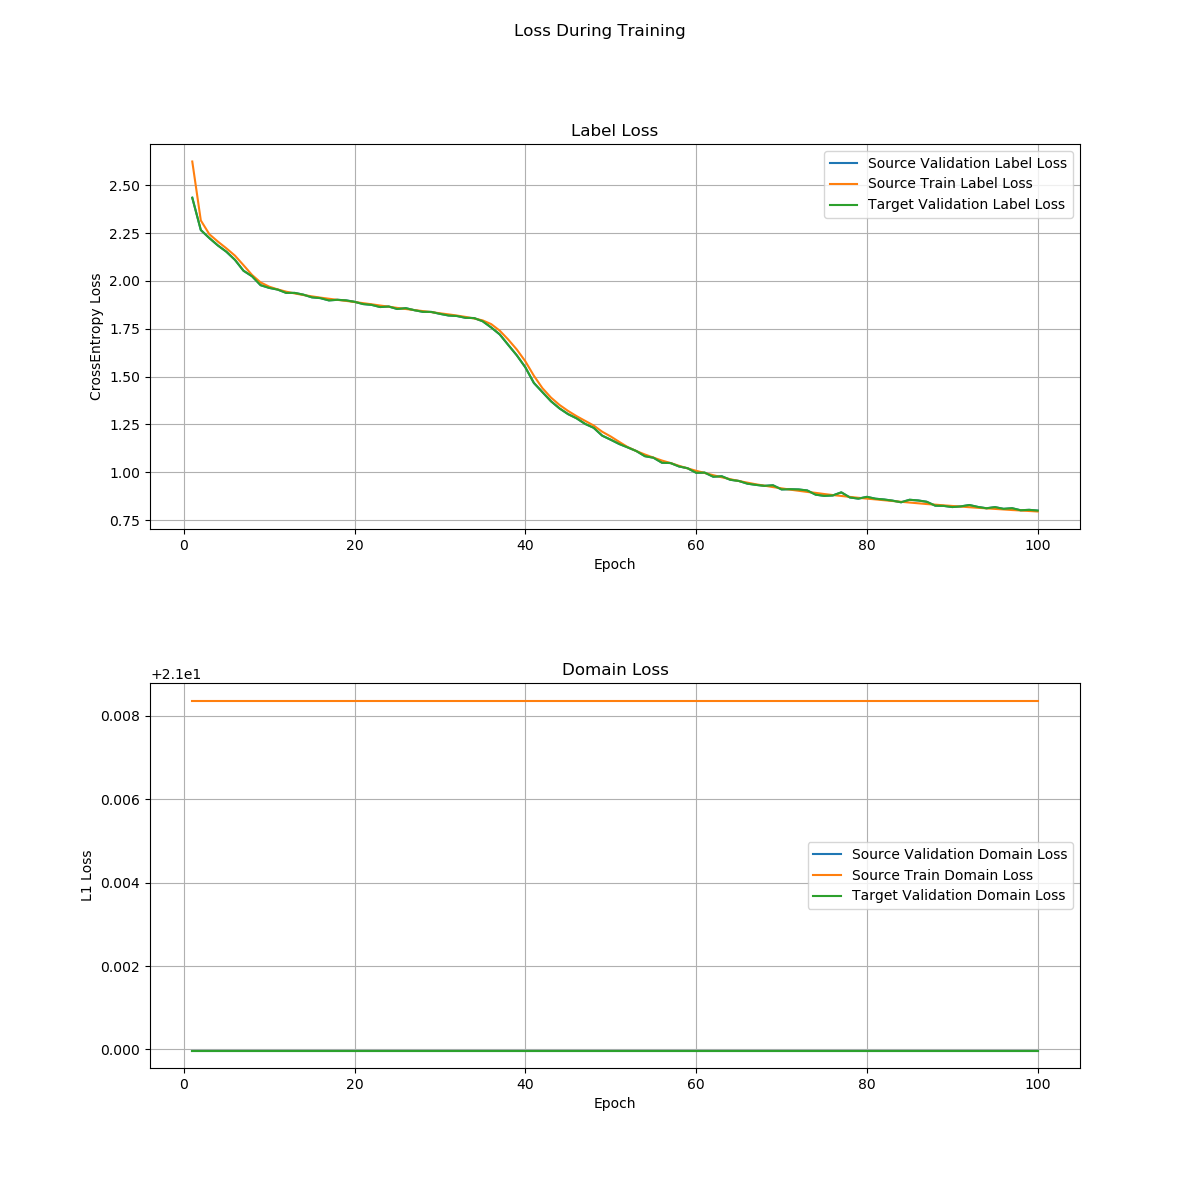 Loss During Training
Label Loss
CrossEntropy Loss
2.50
2.25
2.00
1.75
1.50
1.25
1.00
0.75
Source Validation Label Loss
Source Train Label Loss
Target Validation Label Loss
0 20 40 60 80 100
Epoch
Domain Loss
+2.1e1
L1 Loss
0.008
0.006
0.004
0.002
0.000
Source Validation Domain Loss
Source Train Domain Loss
Target Validation Domain Loss
0 20 40 60 80 100
Epoch